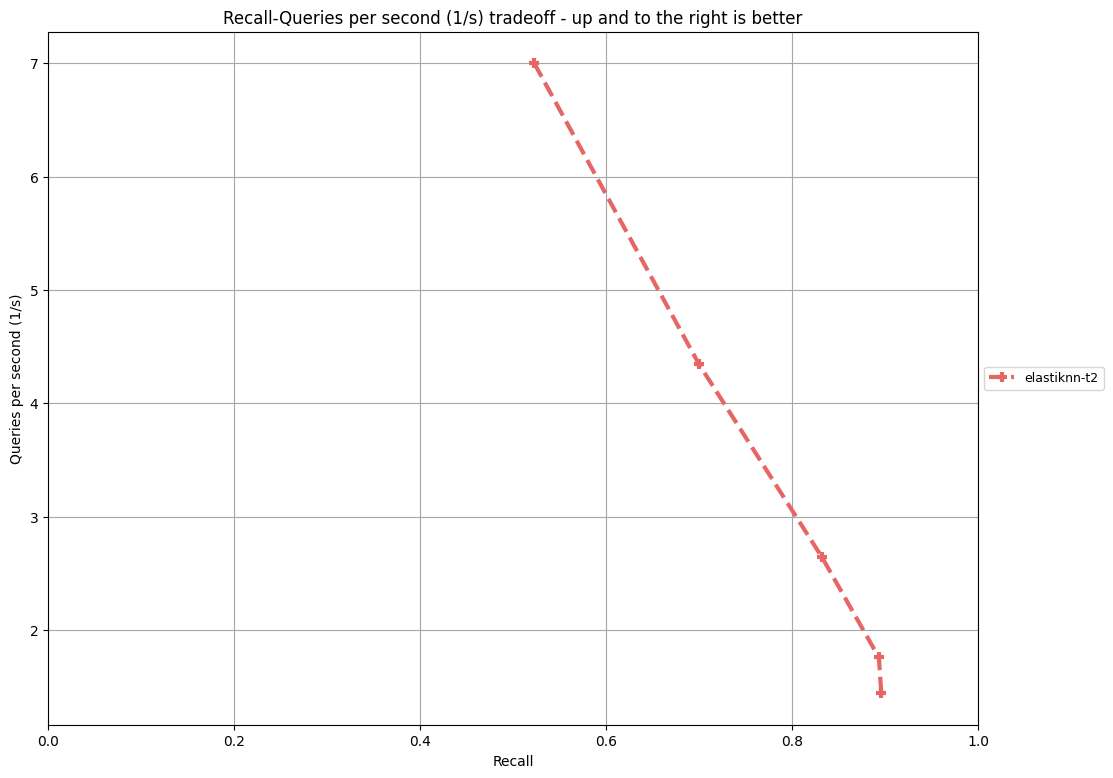 Recall-Queries per second (1/s) tradeoff - up and to the right is better
7
6
5
4
3
2
Queries per second (1/s)
0.0 0.2 0.4 0.6 0.8 1.0
Recall
elastiknn-t2